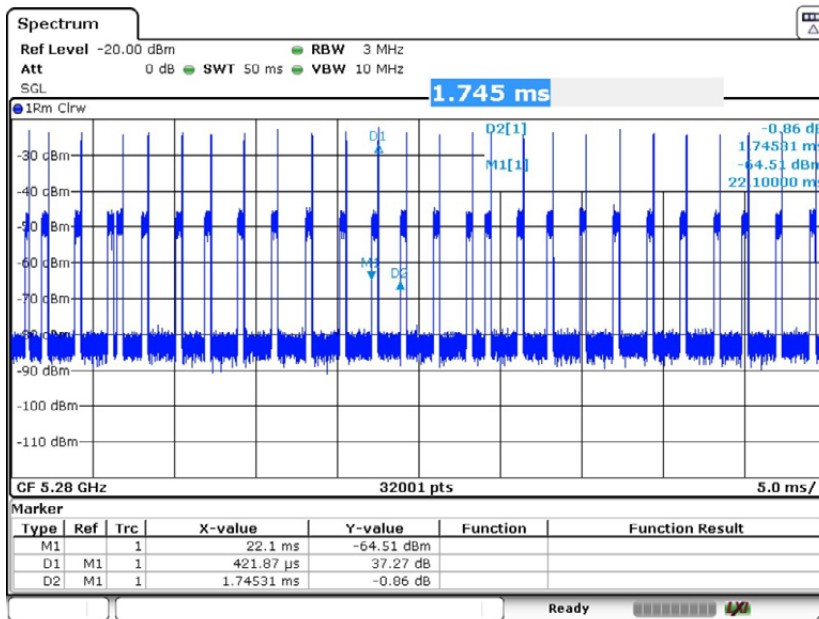 Spectrum
Ref Level -20.00 dBm RBW 3 MHz
Att 0 dB SWT 50 ms VBW 10 MHz
SGL
1.745 ms
1Rm Clrw
D1
D2[1] -0.86 dB
1.74531 ms
M1[1] -64.51 dBm
22.10000 ms
-30 dBm
-40 dBm
-50 dBm
-60 dBm
M1
D2
-70 dBm
-80 dBm
-90 dBm
-100 dBm
-110 dBm
CF 5.28 GHz 32001 pts 5.0 ms/
Marker
Type Ref Trc X-value Y-value Function Function Result
M1 1 22.1 ms -64.51 dBm
D1 M1 1 421.87 µs 37.27 dB
D2 M1 1 1.74531 ms -0.86 dB
Ready LXI